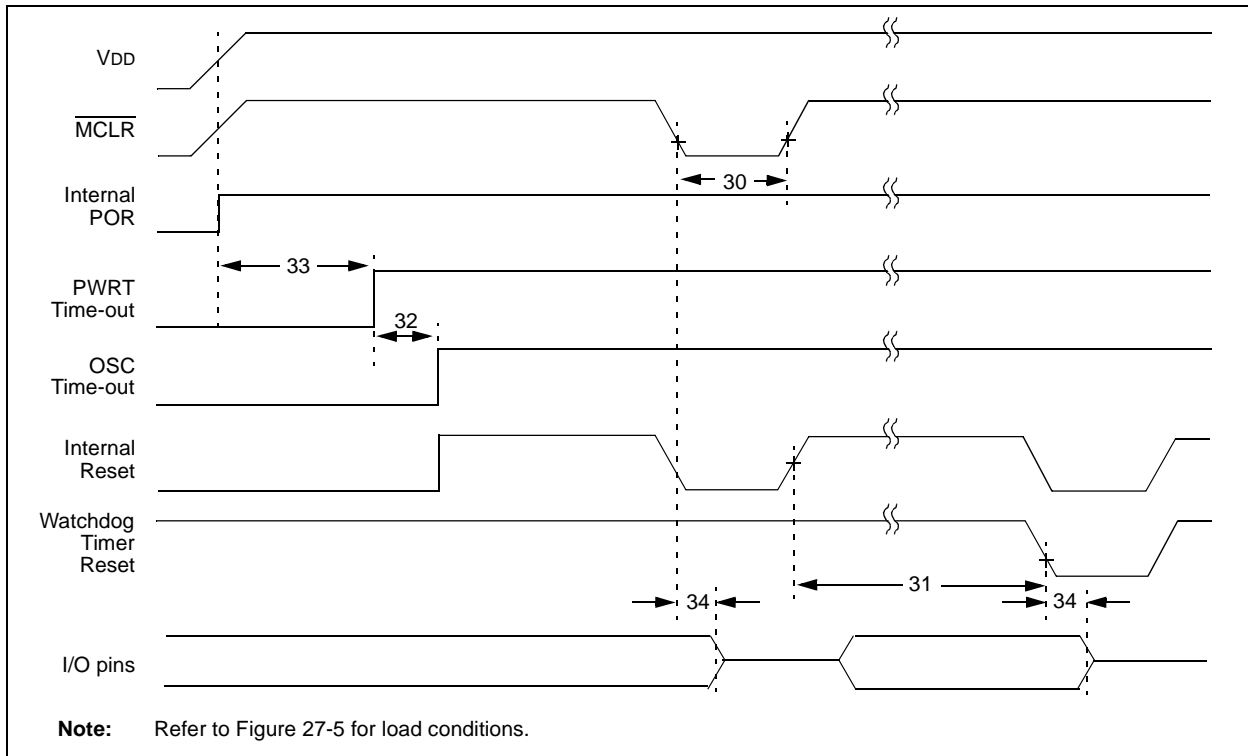 VDD
MCLR
30
Internal
POR
33
PWRT
Time-out
32
OSC
Time-out
Internal
Reset
Watchdog
Timer
Reset
31
34
34
I/O pins
Note: Refer to Figure 27-5 for load conditions.